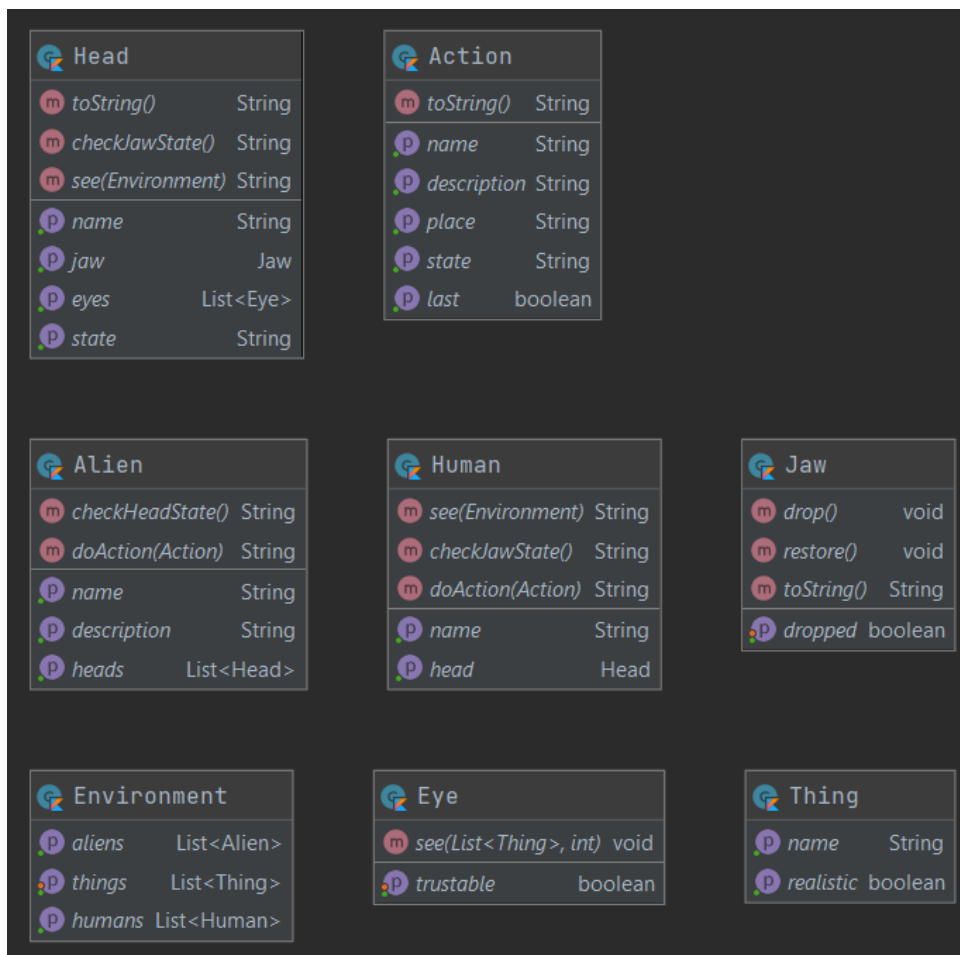 Head
toString() String
checkJawState() String
see(Environment) String
name String
jaw Jaw
eyes List<Eye>
state String
Action
toString() String
name String
description String
place String
state String
last boolean
Alien
checkHeadState() String
doAction(Action) String
name String
description String
heads List<Head>
Human
see(Environment) String
checkJawState() String
doAction(Action) String
name String
head Head
Jaw
drop() void
restore() void
toString() String
dropped boolean
Environment
aliens List<Alien>
things List<Thing>
humans List<Human>
Eye
see(List<Thing>, int) void
trustable boolean
Thing
name String
realistic boolean